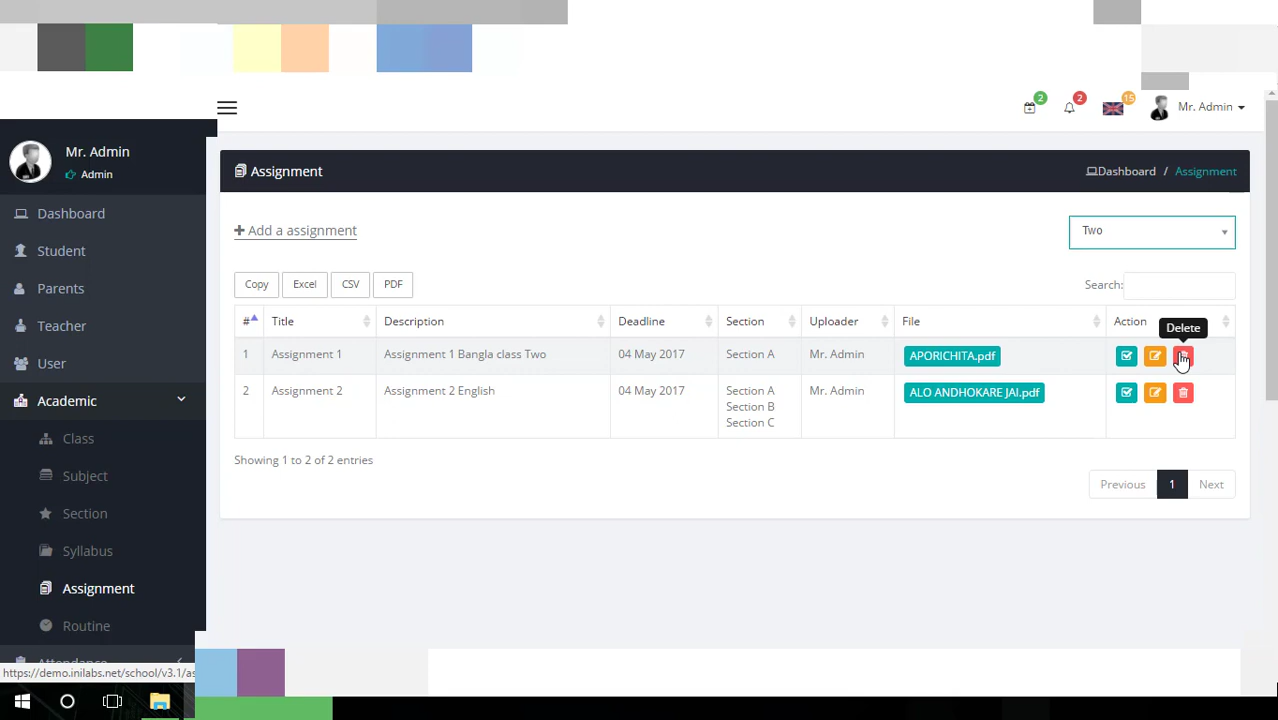 2
2
15
Mr. Admin
Mr. Admin
Admin
Assignment
Dashboard / Assignment
Dashboard
Student
Parents
Teacher
User
Academic
Class
Subject
Section
Syllabus
Assignment
Routine
Add a assignment
Two
Copy Excel CSV PDF
Search:
# Title Description Deadline Section Uploader File Action
Delete
1 Assignment 1 Assignment 1 Bangla class Two 04 May 2017 Section A Mr. Admin APORICHITA.pdf
2 Assignment 2 Assignment 2 English 04 May 2017 Section A Mr. Admin ALO ANDHOKARE JAI.pdf
Section B
Section C
Showing 1 to 2 of 2 entries
Previous 1 Next
https://demo.inilabs.net/school/v3.1/as